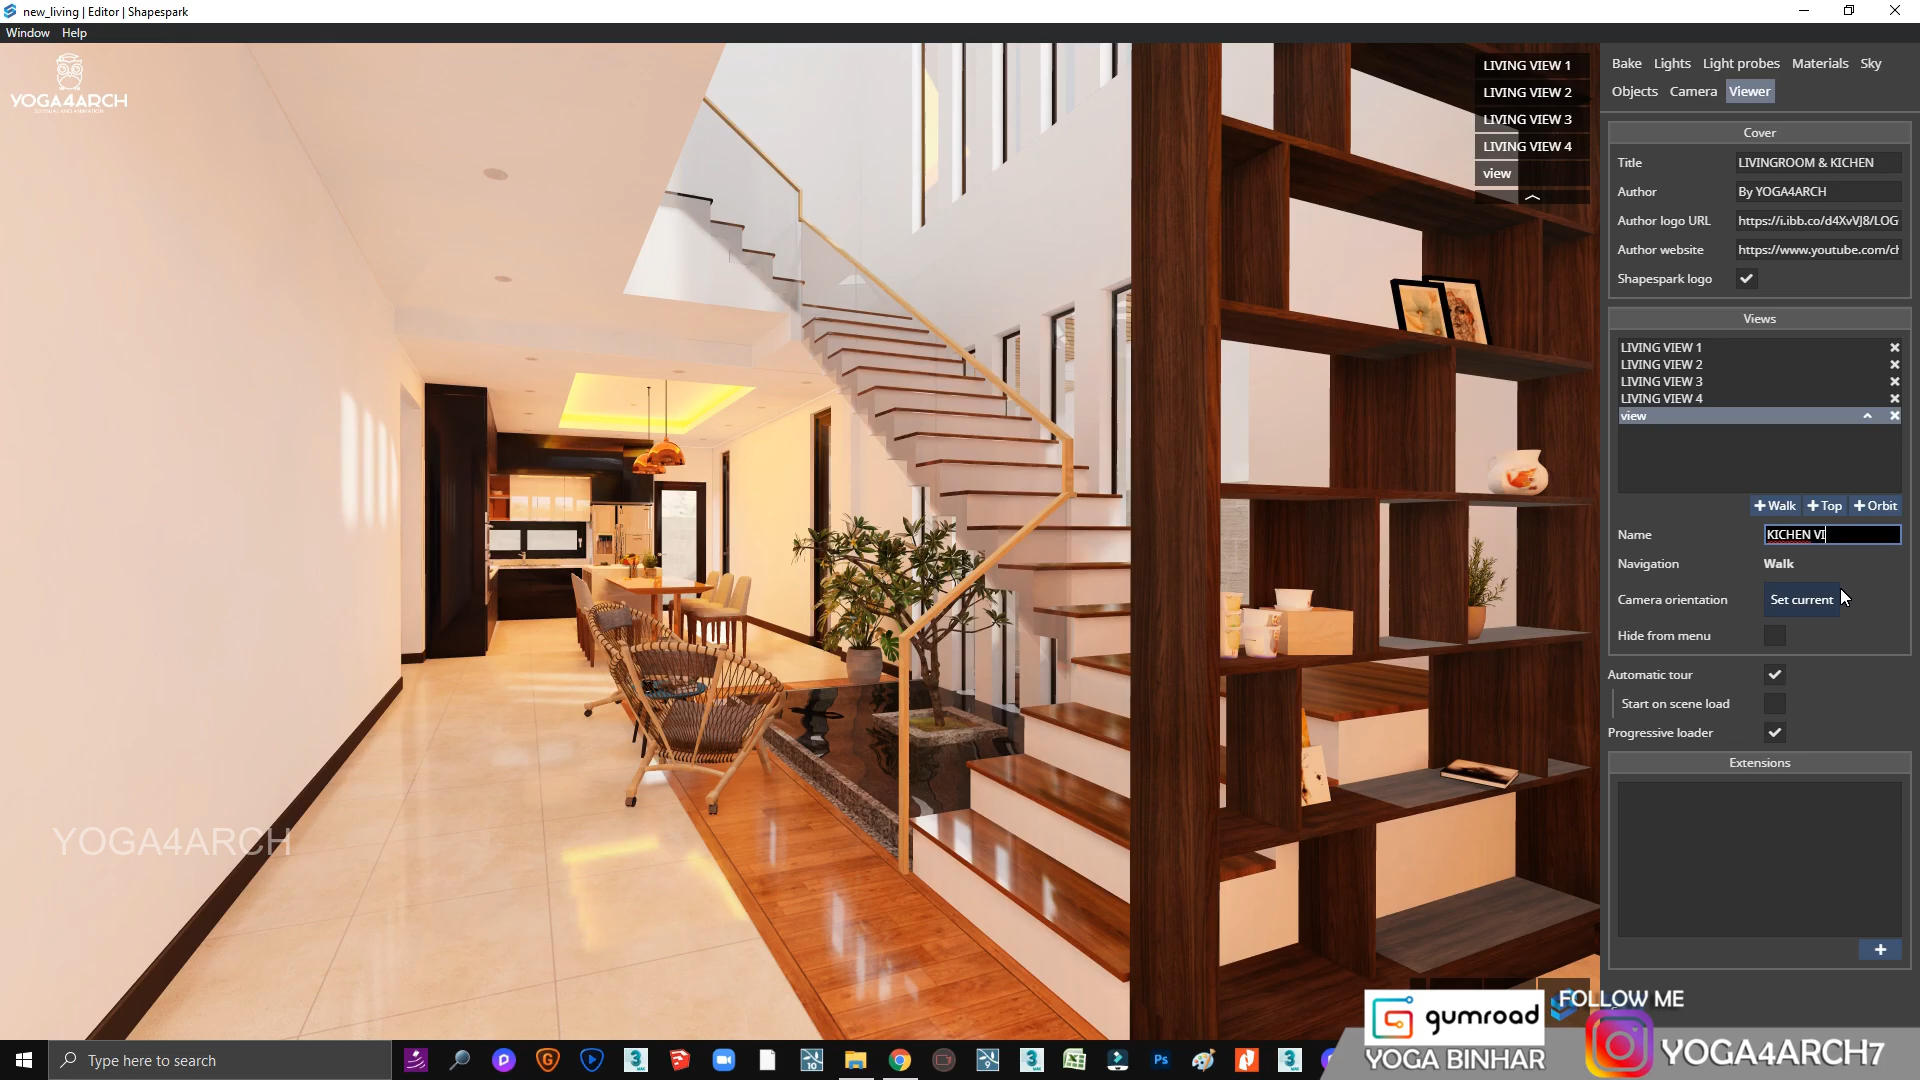 new_living | Editor | Shapespark
Window Help
YOGA4ARCH
LIVING VIEW 1
LIVING VIEW 2
LIVING VIEW 3
LIVING VIEW 4
view
Bake Lights Light probes Materials Sky
Objects Camera Viewer
Cover
Title LIVINGROOM & KICHEN
Author By YOGA4ARCH
Author logo URL https://i.ibb.co/d4XvVJ8/LOG
Author website https://www.youtube.com/cl
Shapespark logo
Views
LIVING VIEW 1
LIVING VIEW 2
LIVING VIEW 3
LIVING VIEW 4
view
+ Walk + Top + Orbit
Name KICHEN VI
Navigation Walk
Camera orientation Set current
Hide from menu
Automatic tour
Start on scene load
Progressive loader
Extensions
YOGA4ARCH
gumroad
YOGA BINHAR
FOLLOW ME
YOGA4ARCH7
Type here to search